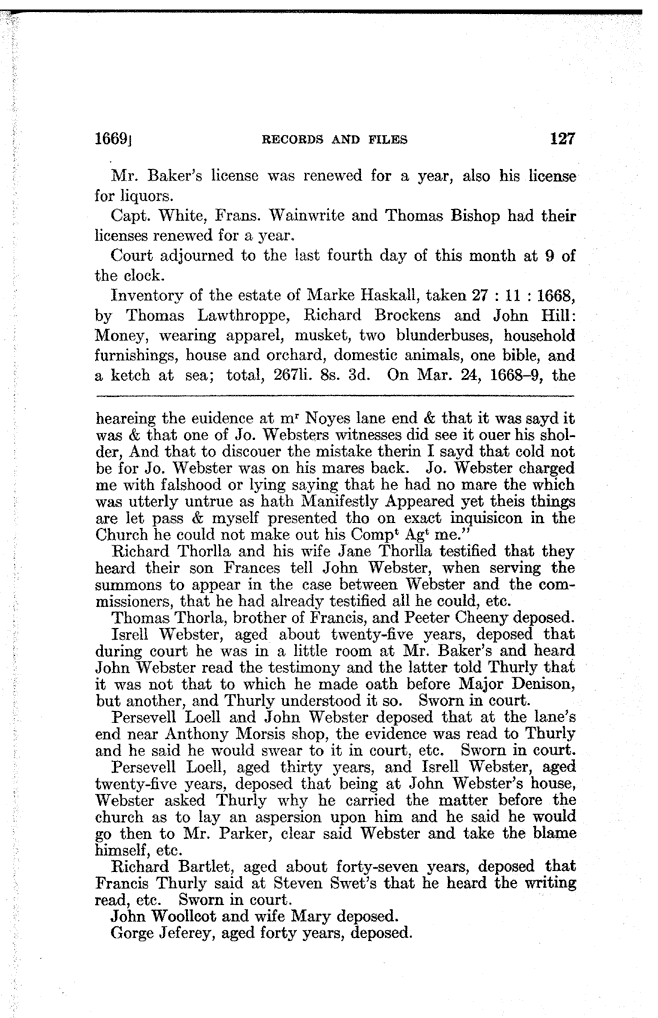 1669] RECORDS AND FILES 127
Mr. Baker's license was renewed for a year, also his license
for liquors.
Capt. White, Frans. Wainwrite and Thomas Bishop had their
licenses renewed for a year.
Court adjourned to the last fourth day of this month at 9 of
the clock.
Inventory of the estate of Marke Haskall, taken 27 : 11 : 1668,
by Thomas Lawthroppe, Richard Brockens and John Hill:
Money, wearing apparel, musket, two blunderbuses, household
furnishings, house and orchard, domestic animals, one bible, and
a ketch at sea; total, 267li. 8s. 3d. On Mar. 24, 1668-9, the
heareing the euidence at mʳ Noyes lane end & that it was sayd it
was & that one of Jo. Websters witnesses did see it ouer his shol-
der, And that to discouer the mistake therin I sayd that cold not
be for Jo. Webster was on his mares back. Jo. Webster charged
me with falshood or lying saying that he had no mare the which
was utterly untrue as hath Manifestly Appeared yet theis things
are let pass & myself presented tho on exact inquisicon in the
Church he could not make out his Compᵗ Agᵗ me."
Richard Thorlla and his wife Jane Thorlla testified that they
heard their son Frances tell John Webster, when serving the
summons to appear in the case between Webster and the com-
missioners, that he had already testified all he could, etc.
Thomas Thorla, brother of Francis, and Peeter Cheeny deposed.
Isrell Webster, aged about twenty-five years, deposed that
during court he was in a little room at Mr. Baker's and heard
John Webster read the testimony and the latter told Thurly that
it was not that to which he made oath before Major Denison,
but another, and Thurly understood it so. Sworn in court.
Persevell Loell and John Webster deposed that at the lane's
end near Anthony Morsis shop, the evidence was read to Thurly
and he said he would swear to it in court, etc. Sworn in court.
Persevell Loell, aged thirty years, and Isrell Webster, aged
twenty-five years, deposed that being at John Webster's house,
Webster asked Thurly why he carried the matter before the
church as to lay an aspersion upon him and he said he would
go then to Mr. Parker, clear said Webster and take the blame
himself, etc.
Richard Bartlet, aged about forty-seven years, deposed that
Francis Thurly said at Steven Swet's that he heard the writing
read, etc. Sworn in court.
John Woollcot and wife Mary deposed.
Gorge Jeferey, aged forty years, deposed.